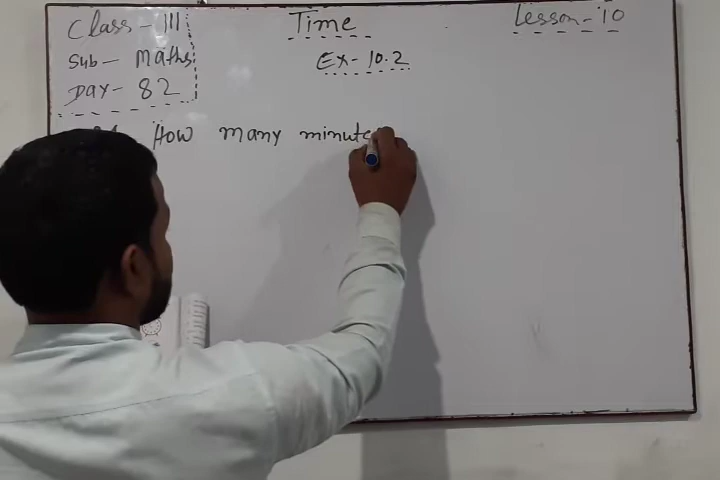 Class - III
Time
Lesson - 10
Sub - Maths
Ex - 10.2
Day - 82
How many minute